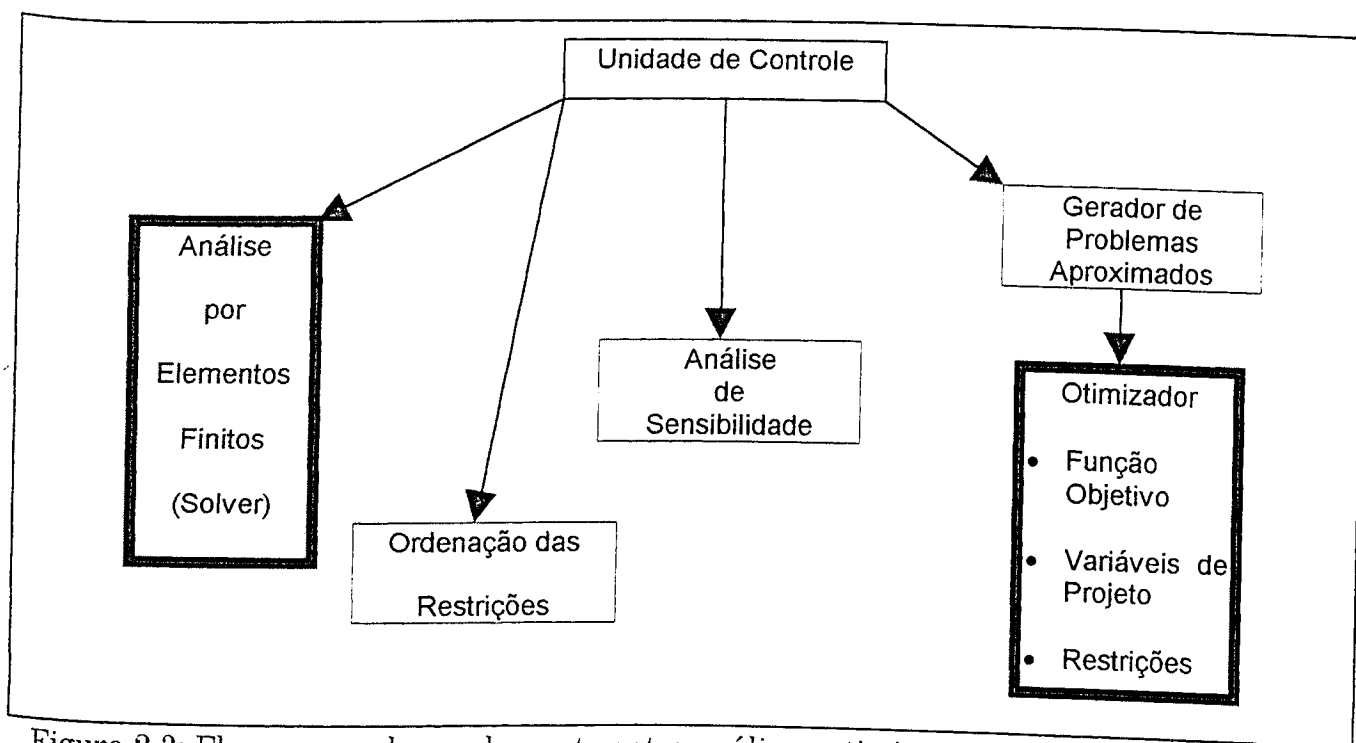 Unidade de Controle
Análise
por
Elementos
Finitos
(Solver)
Ordenação das
Restrições
Análise
de
Sensibilidade
Gerador de
Problemas
Aproximados
Otimizador
• Função
Objetivo
• Variáveis de
Projeto
• Restrições
Figura 2.2: